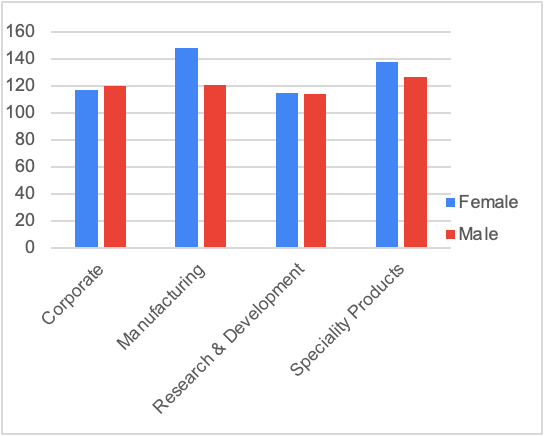 160
140
120
100
80
60
40
20
0
Female
Male
Corporate
Manufacturing
Research & Development
Speciality Products